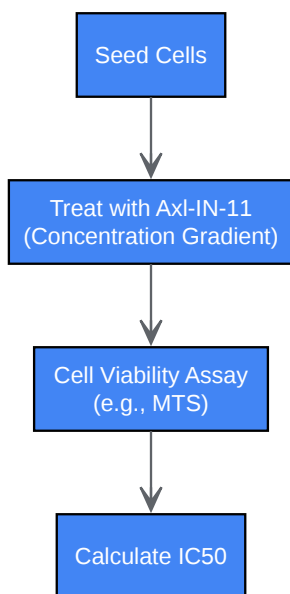 Seed Cells
Treat with Axl-IN-11
(Concentration Gradient)
Cell Viability Assay
(e.g., MTS)
Calculate IC50